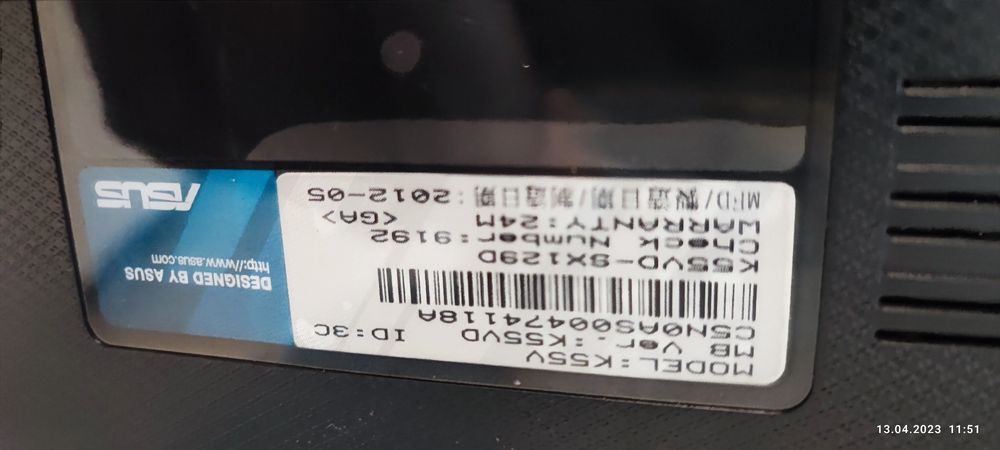 MODEL:K55V
MB Ver.:K55VD ID:3C
C5N0AS00474118A
K55VD-SX129D
Check Number:9192
WARRANTY:24M <GA>
MFD/製造日期/制造日期:2012-05
DESIGNED BY ASUS
http://www.asus.com
ASUS
13.04.2023 11:51